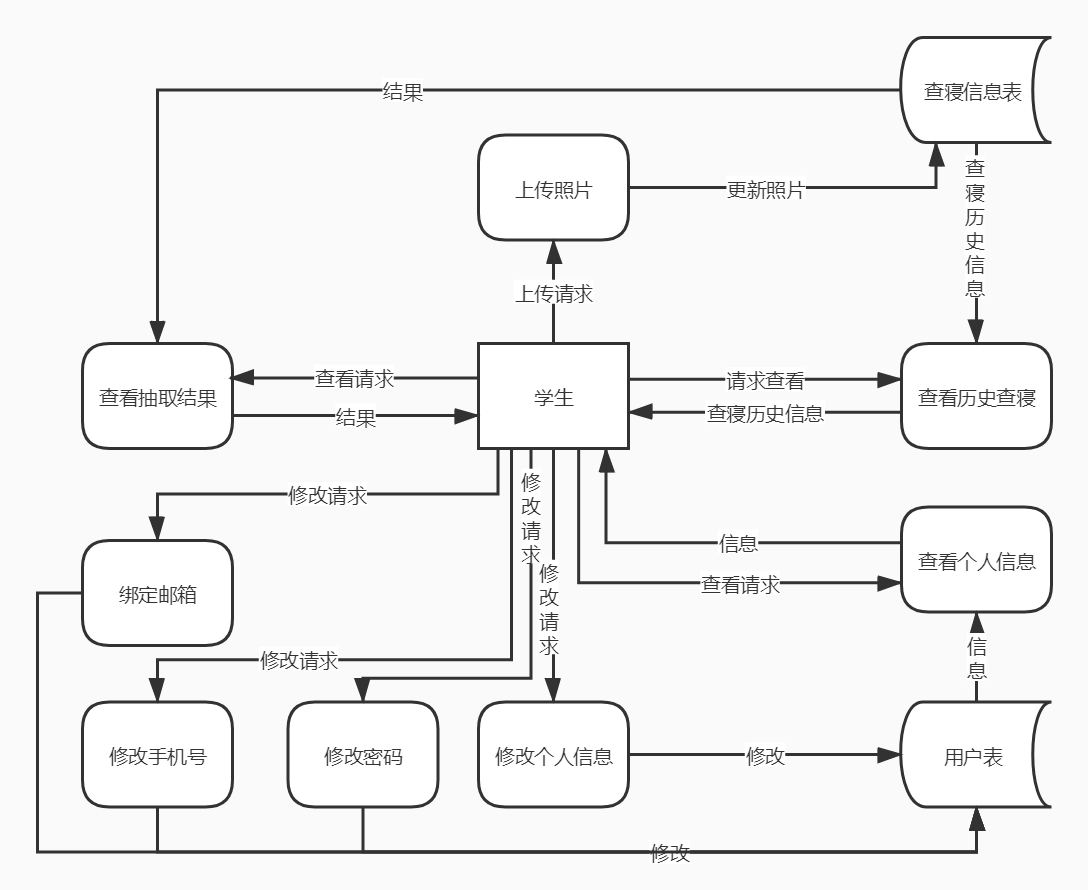 查寝信息表
结果
上传照片
更新照片
查寝历史信息
上传请求
查看抽取结果
查看请求
结果
学生
请求查看
查寝历史信息
查看历史查寝
修改请求
修改请求
修改请求
信息
查看请求
查看个人信息
绑定邮箱
修改请求
信息
修改手机号
修改密码
修改个人信息
修改
用户表
修改